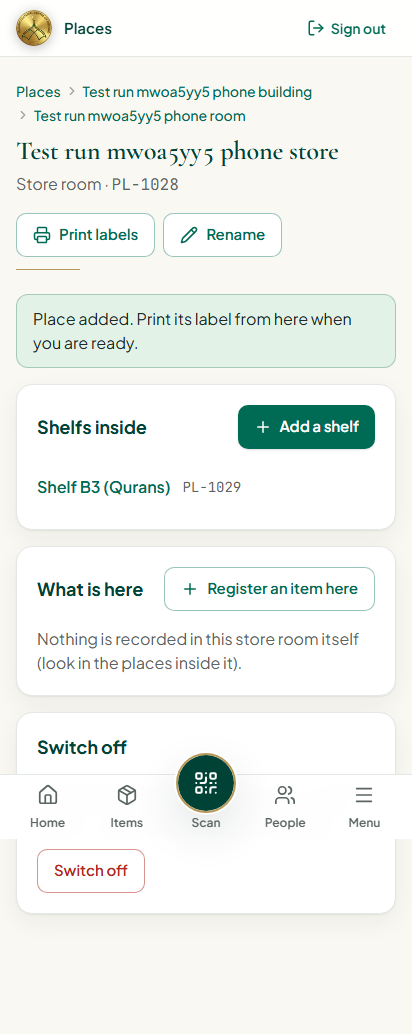 Places
Sign out
Places > Test run mwoa5yy5 phone building
> Test run mwoa5yy5 phone room
Test run mwoa5yy5 phone store
Store room · PL-1028
Print labels
Rename
Place added. Print its label from here when
you are ready.
Shelfs inside
+ Add a shelf
Shelf B3 (Qurans) PL-1029
What is here
+ Register an item here
Nothing is recorded in this store room itself
(look in the places inside it).
Switch off
Home
Items
Scan
People
Menu
Switch off